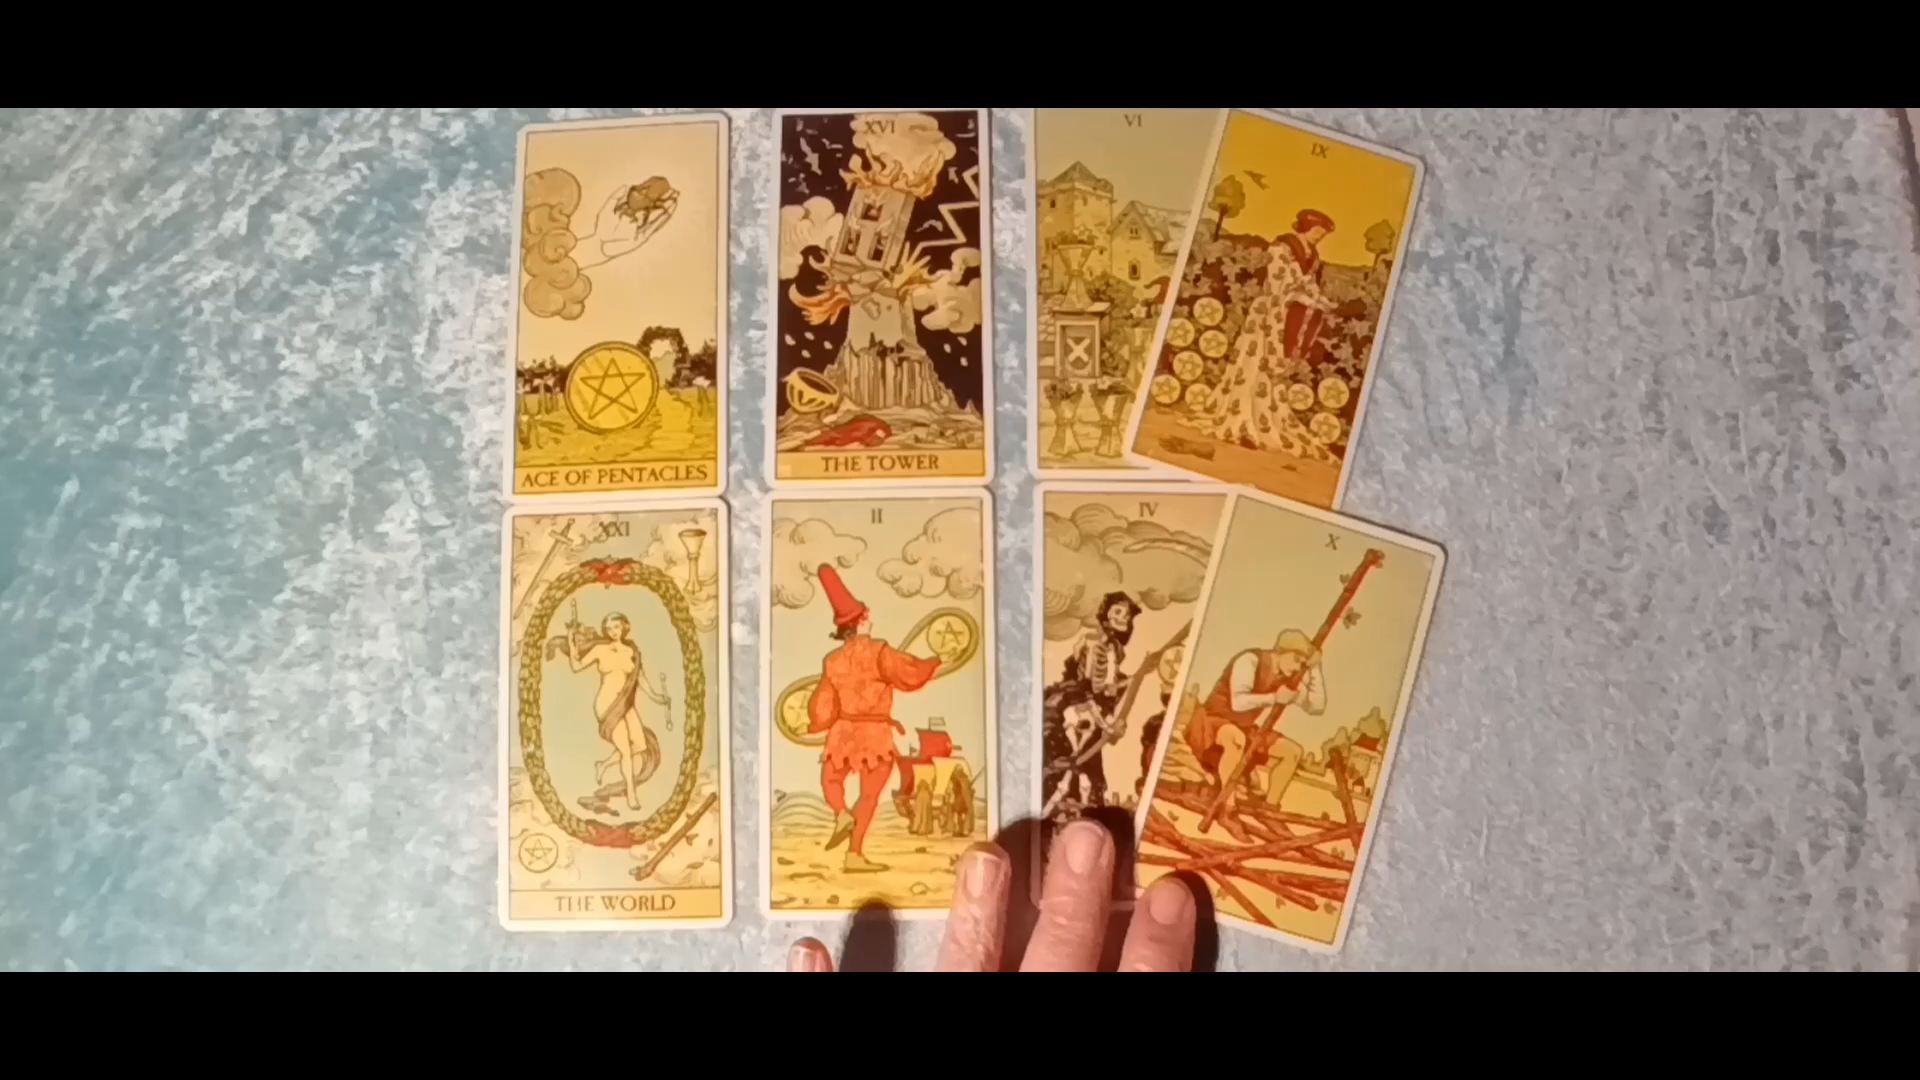 XVI
VI
IX
ACE OF PENTACLES
THE TOWER
XXI
II
IV
X
THE WORLD